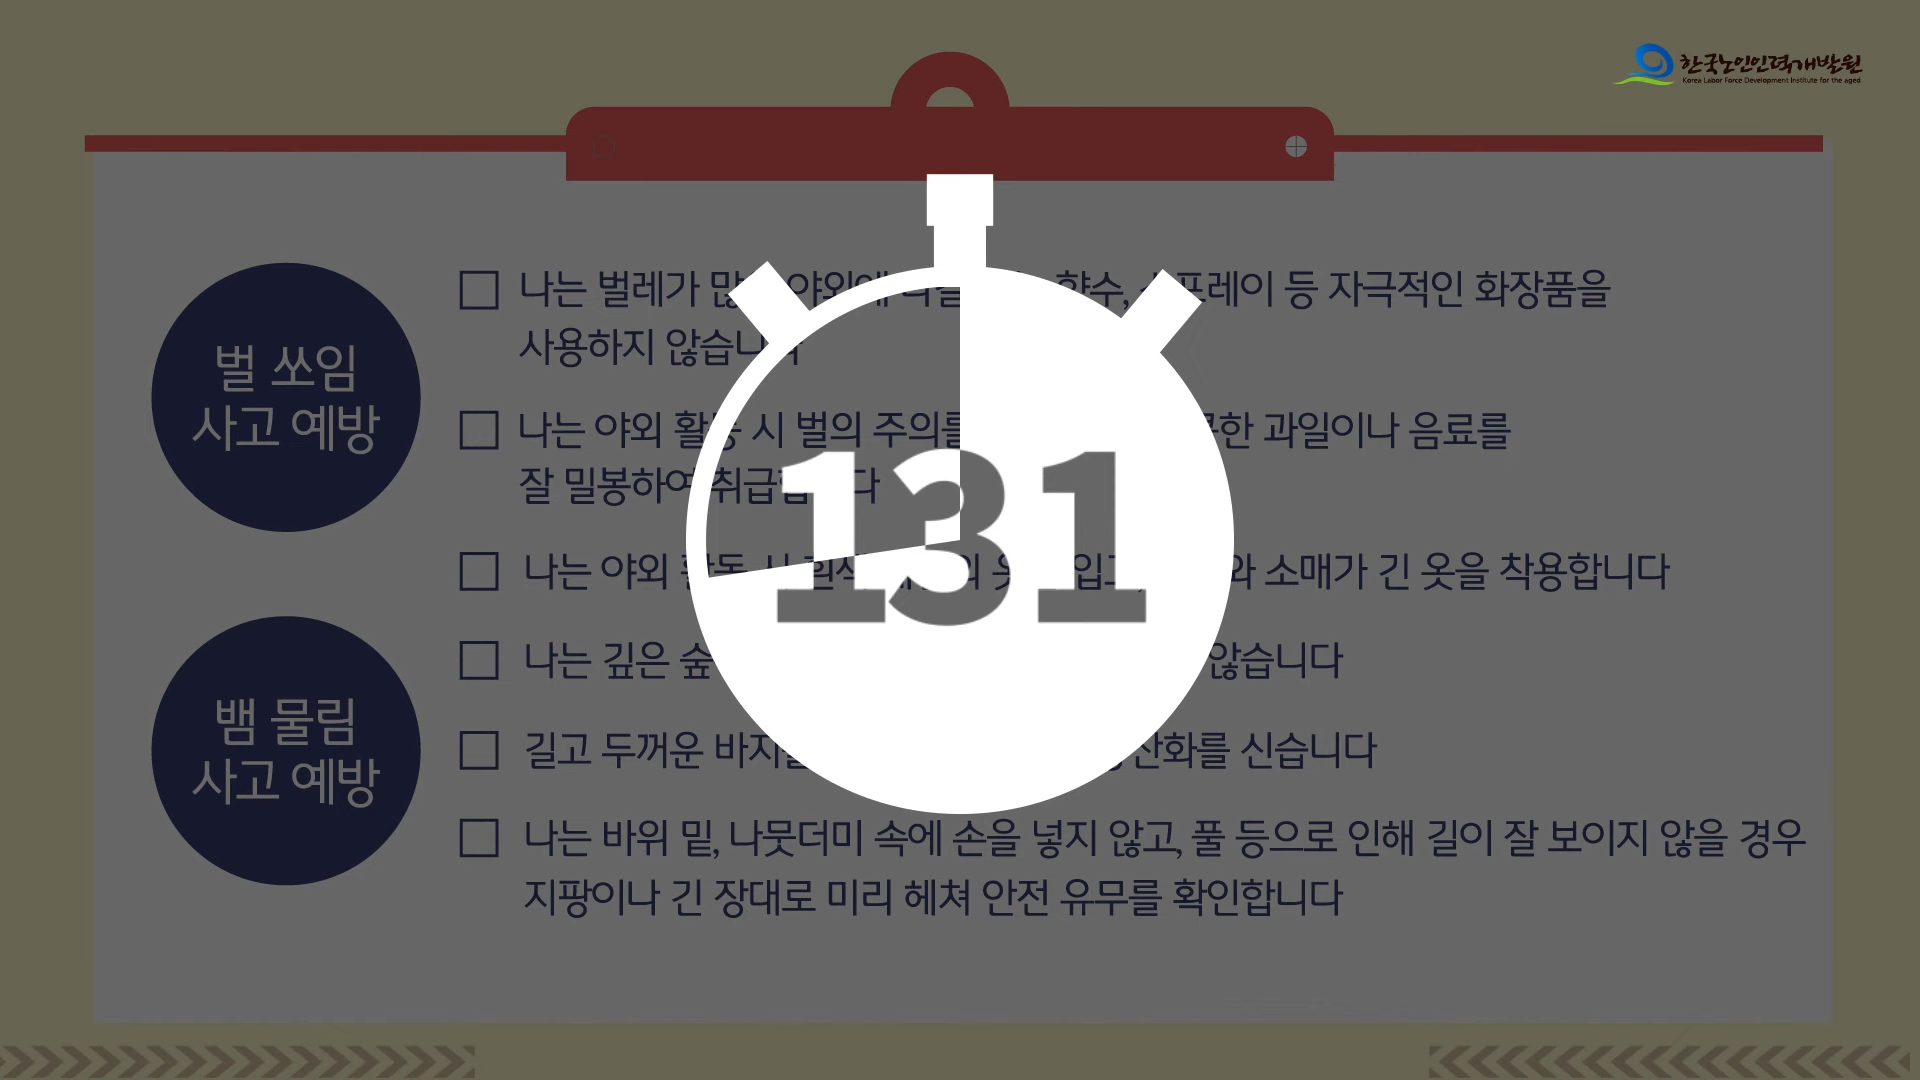 한국노인인력개발원
Korea Labor Force Development Institute for the aged
벌 쏘임
사고 예방
나는 벌레가 야외에 향수, 스프레이 등 자극적인 화장품을
사용하지 않습니다
나는 야외 활동 시 벌의 주의를 과일이나 음료를
잘 밀봉하여 취급합니다
나는 야외 활동 시 흰색 옷 소매가 긴 옷을 착용합니다
뱀 물림
사고 예방
나는 깊은 숲 않습니다
길고 두꺼운 바지를 등산화를 신습니다
나는 바위 밑, 나뭇더미 속에 손을 넣지 않고, 풀 등으로 인해 길이 잘 보이지 않을 경우
지팡이나 긴 장대로 미리 헤쳐 안전 유무를 확인합니다
131